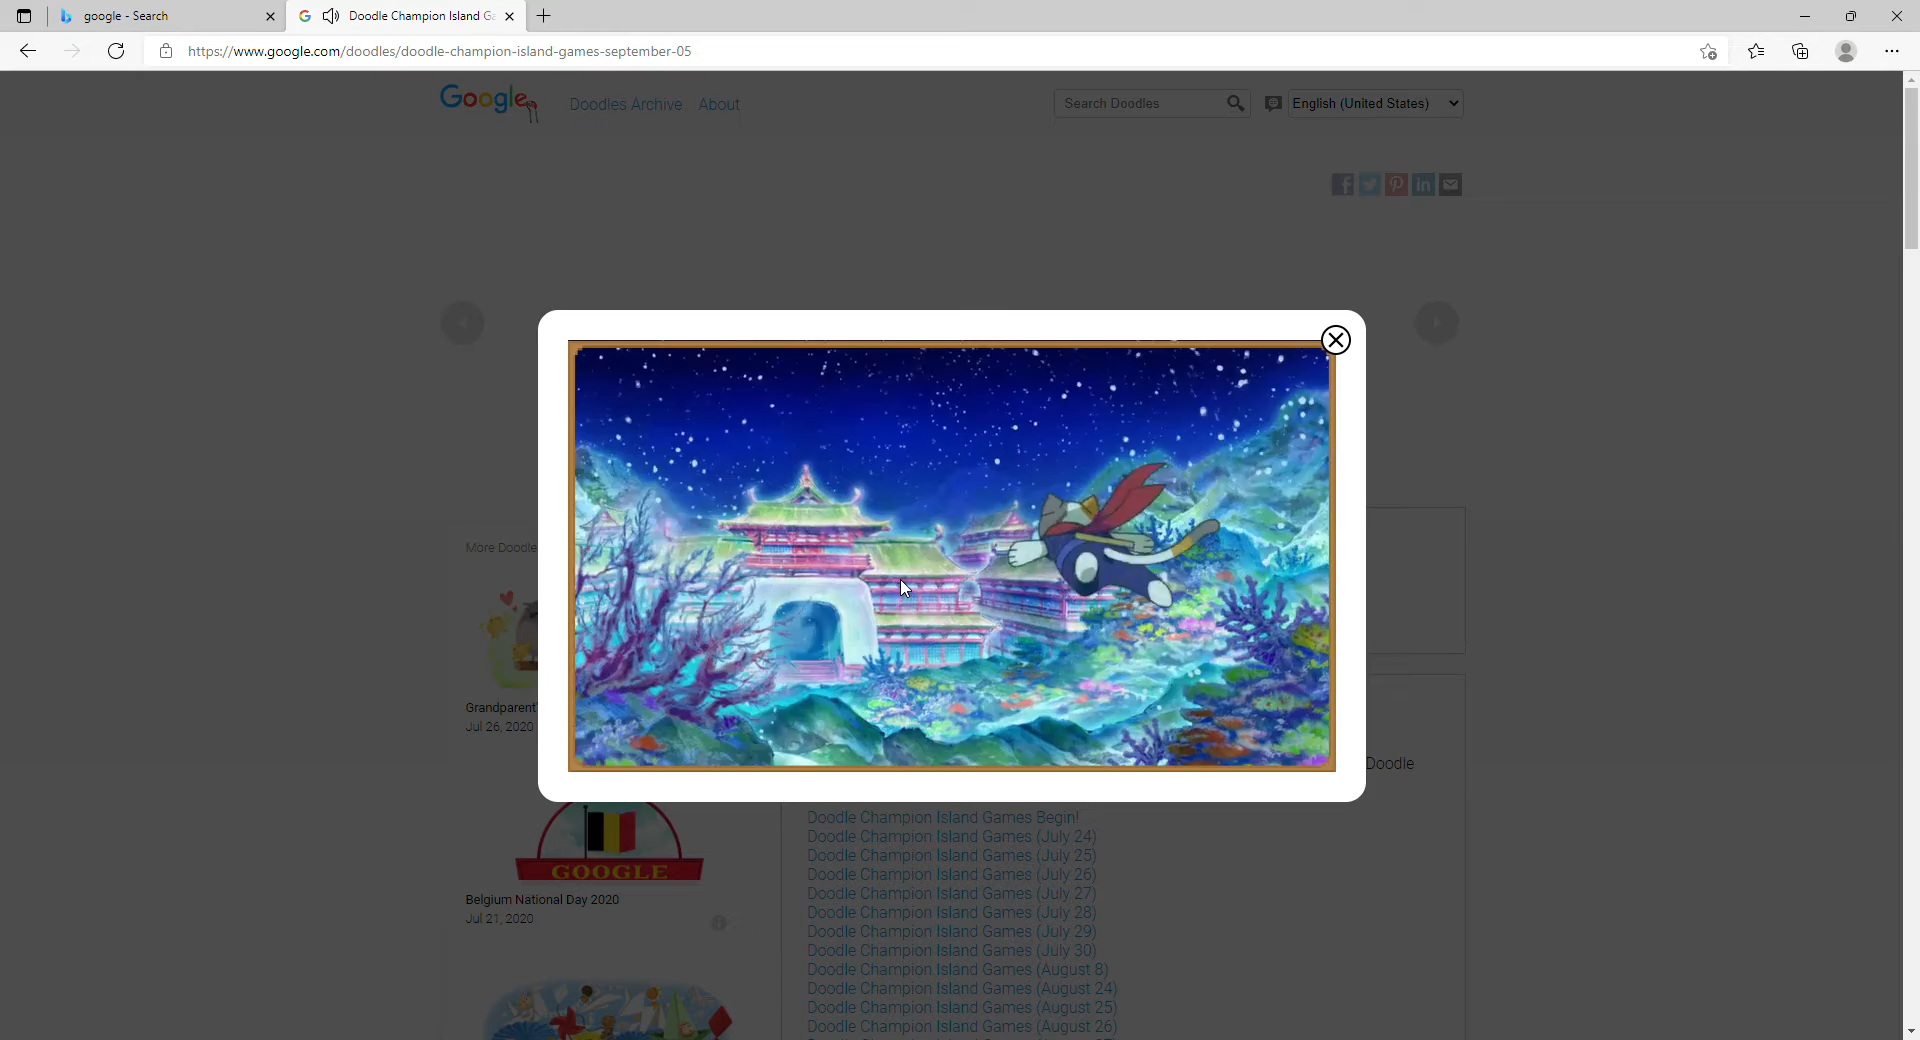 google - Search
Doodle Champion Island Ga
https://www.google.com/doodles/doodle-champion-island-games-september-05
Google
Doodles Archive
About
Search Doodles
English (United States)
More Doodle
Grandparent'
Jul 26, 2020
Doodle
GOOGLE
Belgium National Day 2020
Jul 21, 2020
Doodle Champion Island Games Begin!
Doodle Champion Island Games (July 24)
Doodle Champion Island Games (July 25)
Doodle Champion Island Games (July 26)
Doodle Champion Island Games (July 27)
Doodle Champion Island Games (July 28)
Doodle Champion Island Games (July 29)
Doodle Champion Island Games (July 30)
Doodle Champion Island Games (August 8)
Doodle Champion Island Games (August 24)
Doodle Champion Island Games (August 25)
Doodle Champion Island Games (August 26)